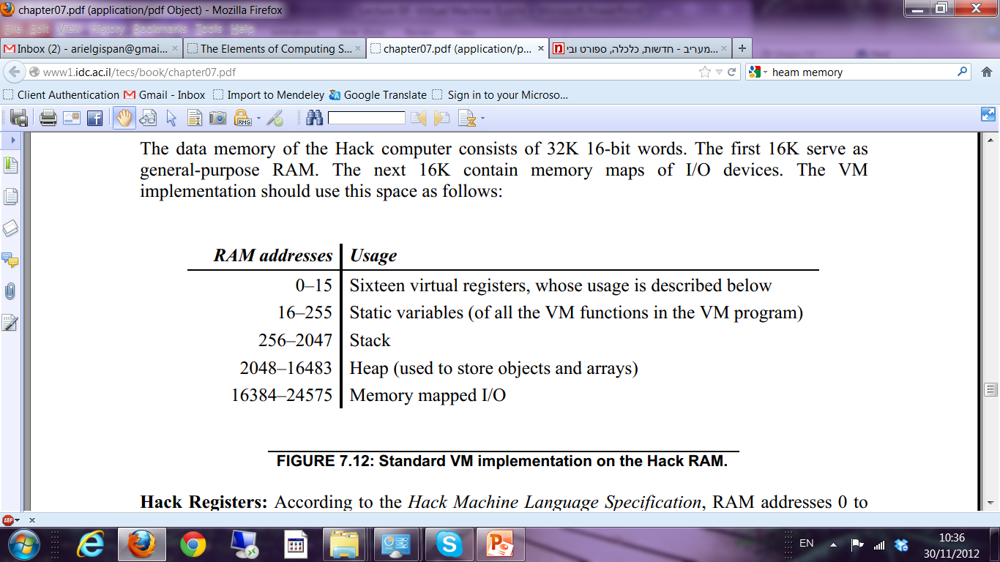 chapter07.pdf (application/pdf Object) - Mozilla Firefox
File Edit View History Bookmarks Tools Help
Inbox (2) - arielgispan@gmai... The Elements of Computing S... chapter07.pdf (application/p... מעריב - חדשות, כלכלה, ספורט ובי...
www1.idc.ac.il/tecs/book/chapter07.pdf heam memory
Client Authentication Gmail - Inbox Import to Mendeley Google Translate Sign in to your Microso...
RMS
The data memory of the Hack computer consists of 32K 16-bit words. The first 16K serve as
general-purpose RAM. The next 16K contain memory maps of I/O devices. The VM
implementation should use this space as follows:
RAM addresses Usage
0–15 Sixteen virtual registers, whose usage is described below
16–255 Static variables (of all the VM functions in the VM program)
256–2047 Stack
2048–16483 Heap (used to store objects and arrays)
16384–24575 Memory mapped I/O
FIGURE 7.12: Standard VM implementation on the Hack RAM.
Hack Registers: According to the Hack Machine Language Specification, RAM addresses 0 to
ABP x
EN 10:36
30/11/2012